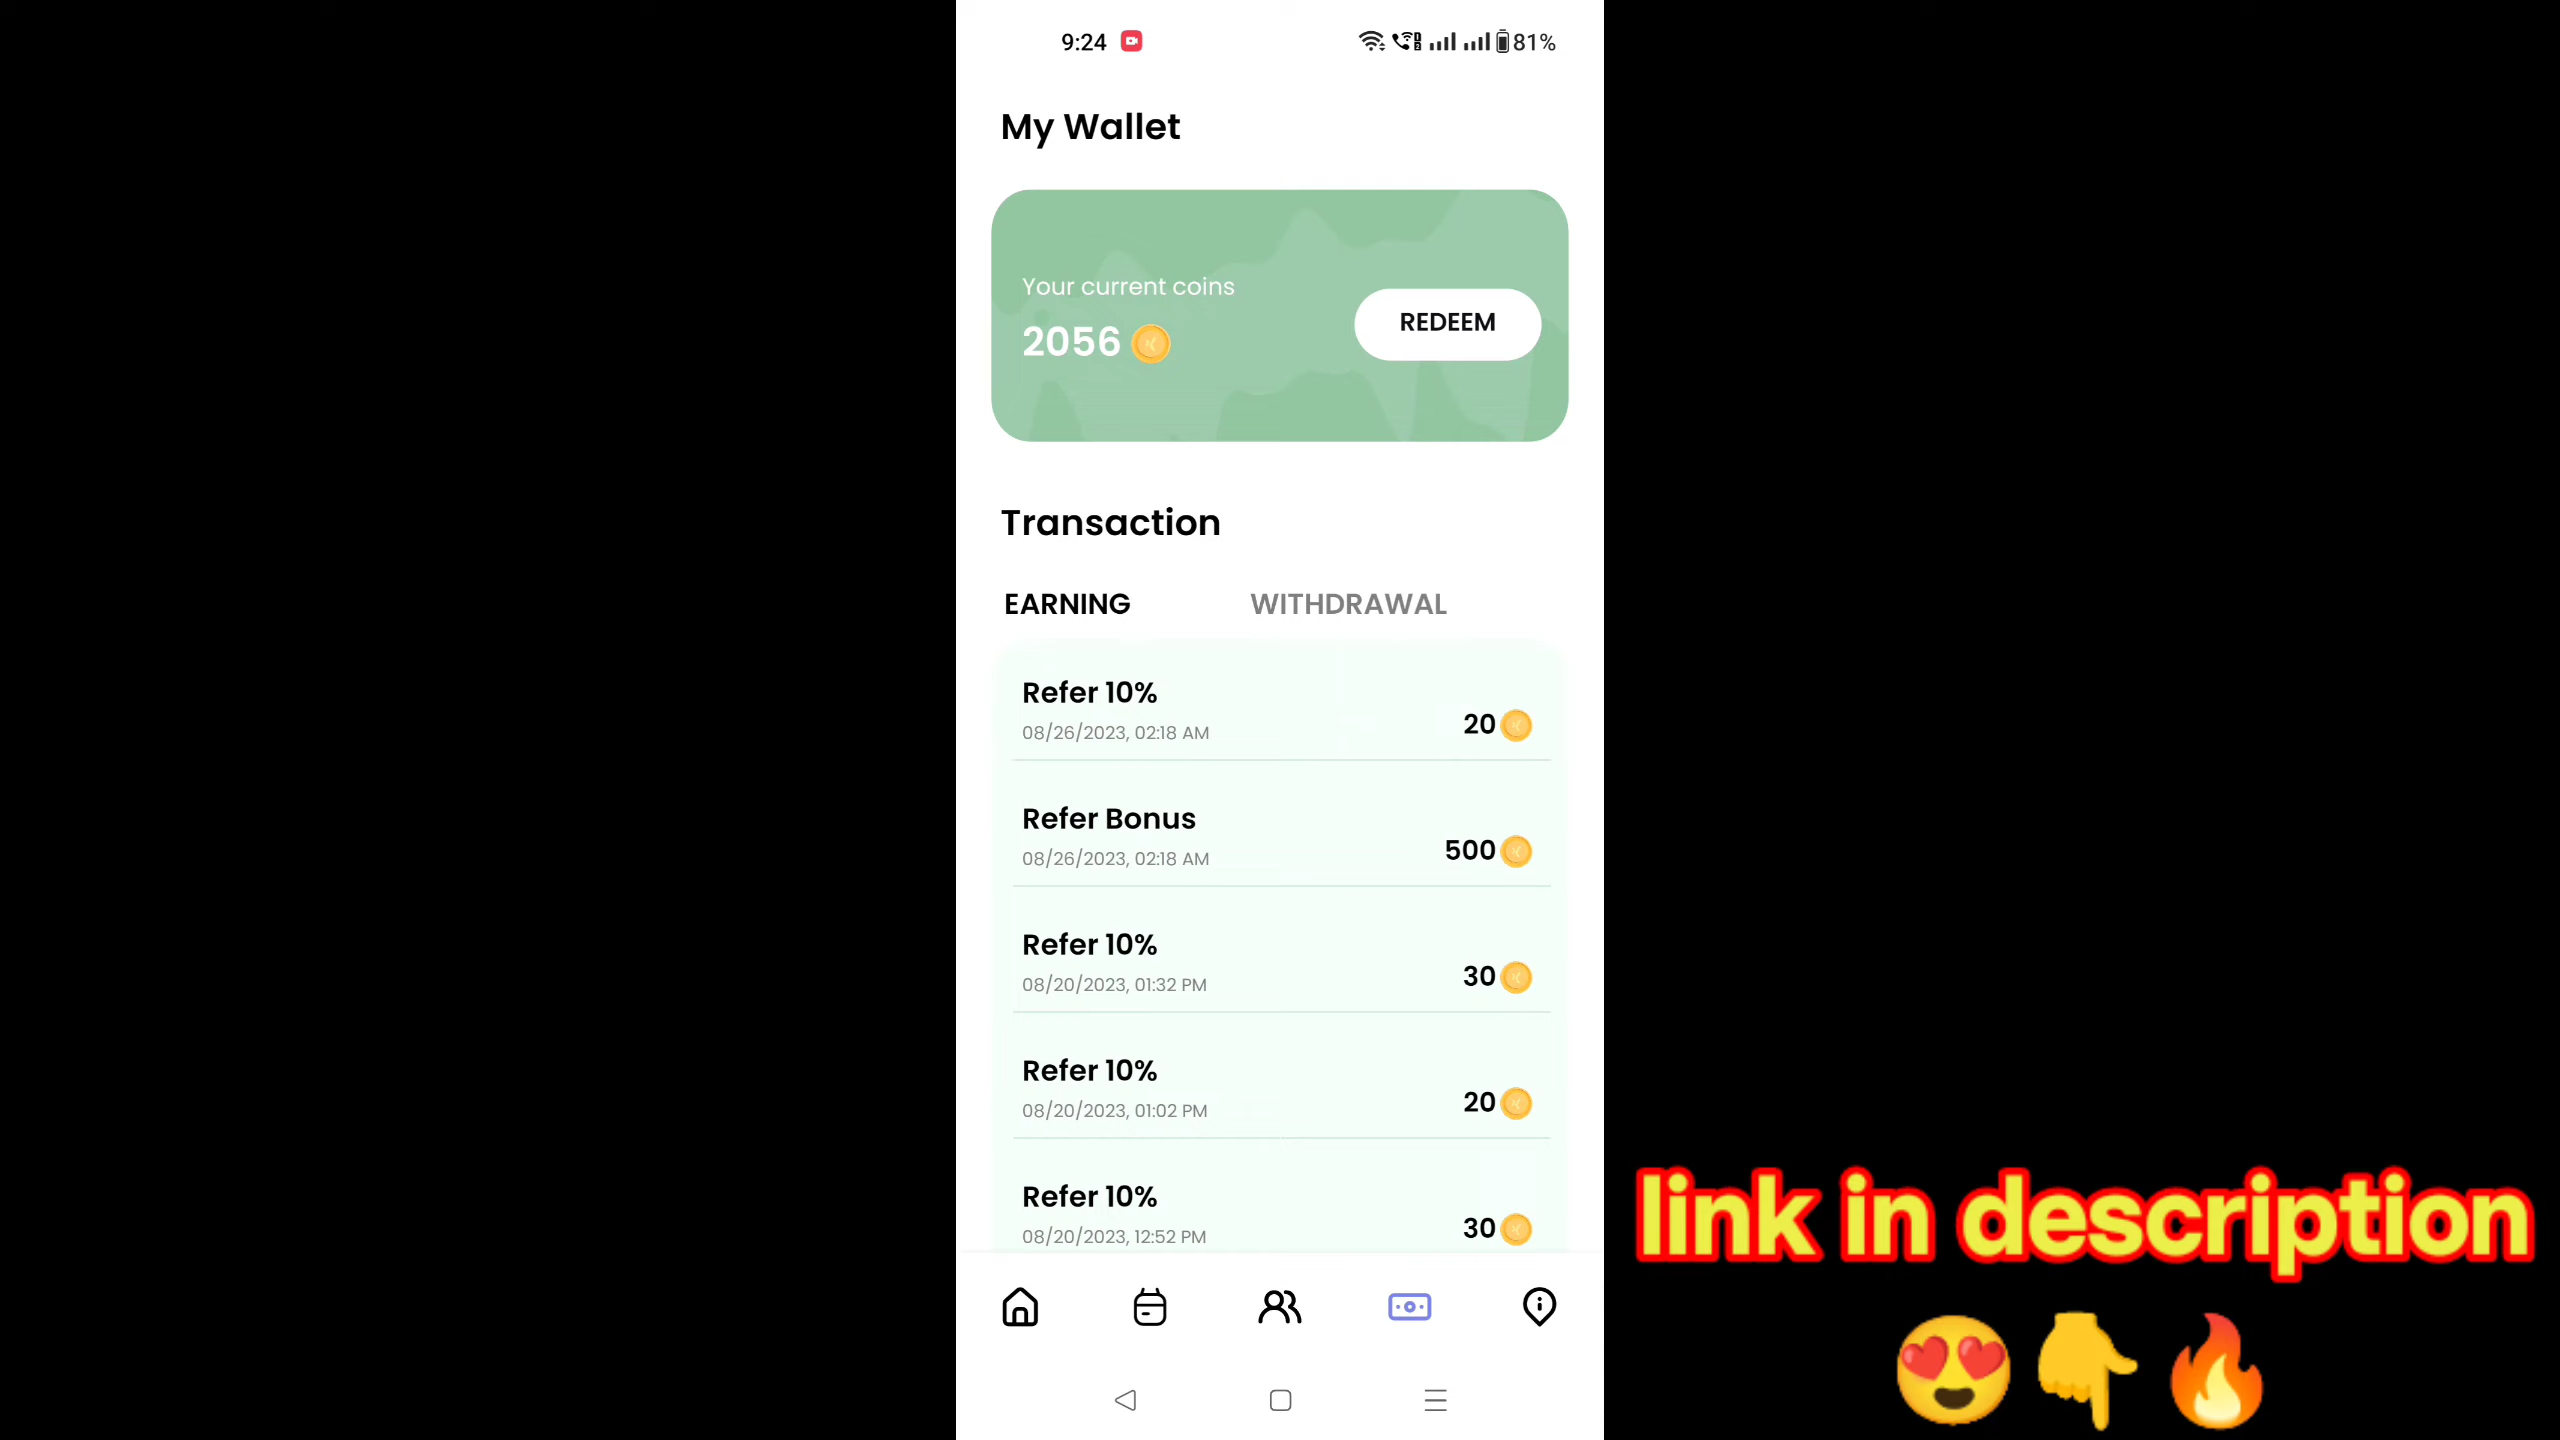 9:24
81%
My Wallet
Your current coins
2056
REDEEM
Transaction
EARNING
WITHDRAWAL
Refer 10%
08/26/2023, 02:18 AM
20
Refer Bonus
08/26/2023, 02:18 AM
500
Refer 10%
08/20/2023, 01:32 PM
30
Refer 10%
08/20/2023, 01:02 PM
20
Refer 10%
08/20/2023, 12:52 PM
30
link in description